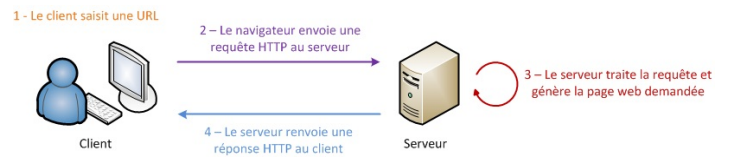 1 - Le client saisit une URL
2 – Le navigateur envoie une
requête HTTP au serveur
3 – Le serveur traite la requête et
génère la page web demandée
4 – Le serveur renvoie une
réponse HTTP au client
Client
Serveur